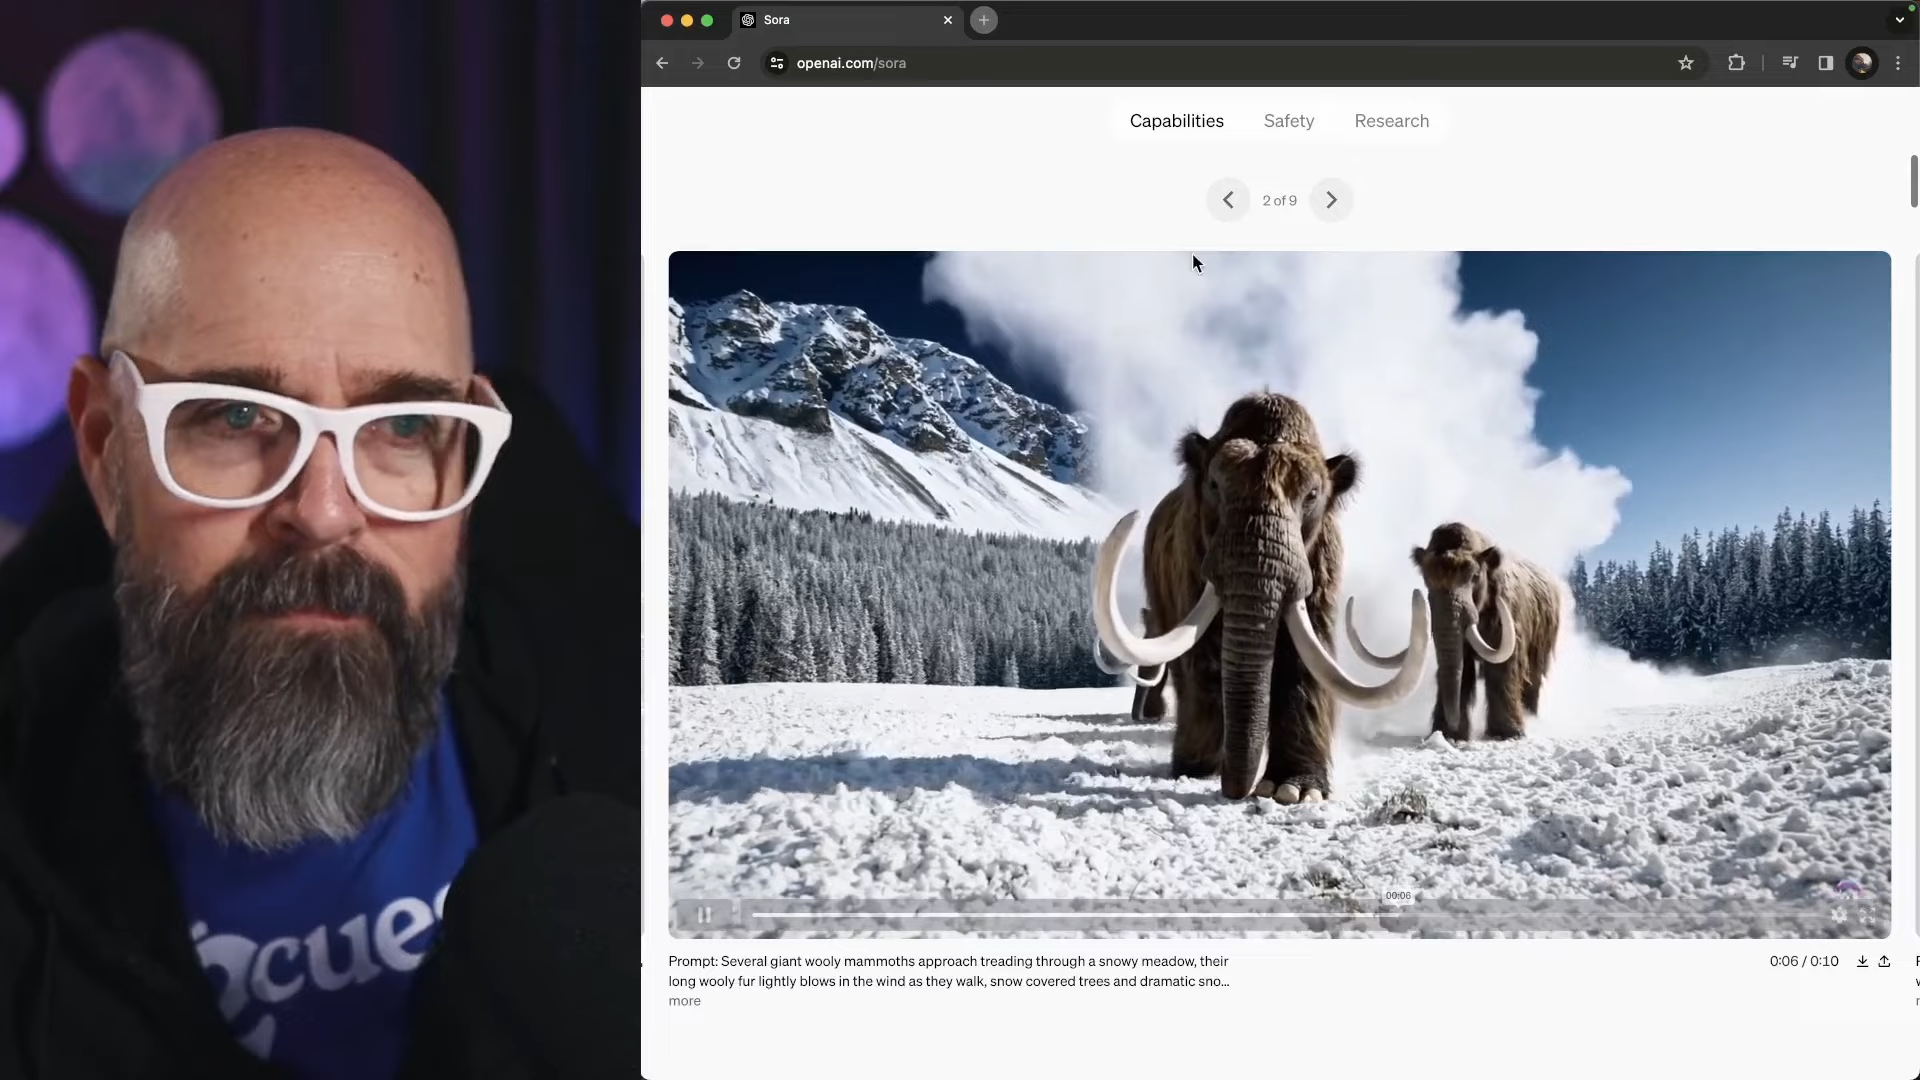 Sora
openai.com/sora
Capabilities Safety Research
2 of 9
00:06
Prompt: Several giant wooly mammoths approach treading through a snowy meadow, their
long wooly fur lightly blows in the wind as they walk, snow covered trees and dramatic sno...
more
0:06 / 0:10